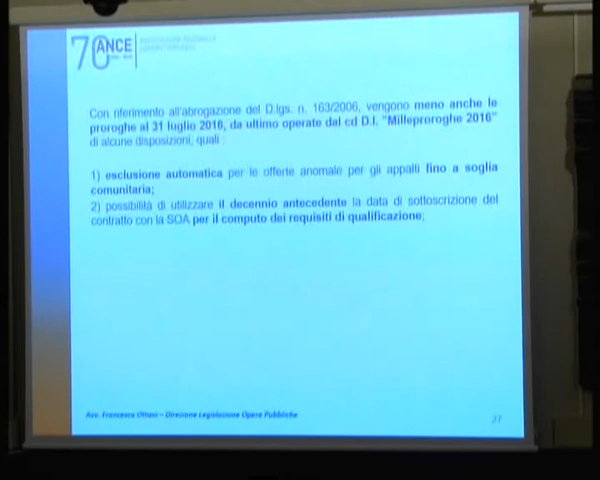 70 ANCE
Con riferimento all'abrogazione del D.lgs. n. 163/2006, vengono meno anche le
proroghe al 31 luglio 2016, da ultimo operate dal cd D.l. "Milleproroghe 2016"
di alcune disposizioni, quali :
1) esclusione automatica per le offerte anomale per gli appalti fino a soglia
comunitaria;
2) possibilità di utilizzare il decennio antecedente la data di sottoscrizione del
contratto con la SOA per il computo dei requisiti di qualificazione;
Avv. Francesca Ottavi – Direzione Legislazione Opere Pubbliche
27